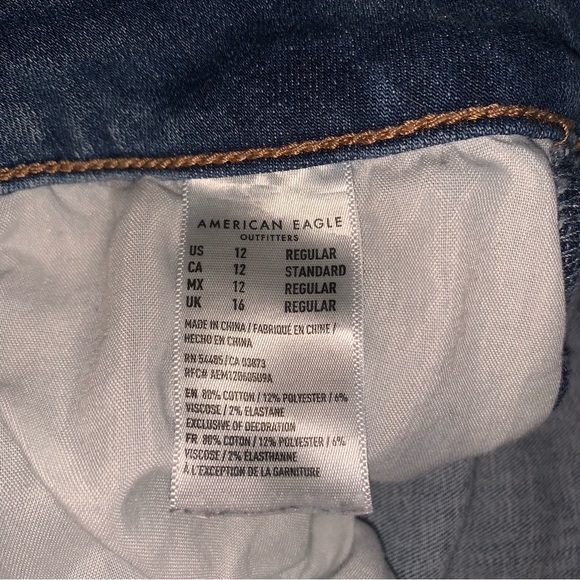 AMERICAN EAGLE
OUTFITTERS
US 12 REGULAR
CA 12 STANDARD
MX 12 REGULAR
UK 16 REGULAR
MADE IN CHINA / FABRIQUÉ EN CHINE /
HECHO EN CHINA
RN 54485 / CA 03873
RFC# AEM120605U9A
EN 80% COTTON / 12% POLYESTER / 6%
VISCOSE / 2% ELASTANE
EXCLUSIVE OF DECORATION
FR 80% COTON / 12% POLYESTER / 6%
VISCOSE / 2% ÉLASTHANNE
À L'EXCEPTION DE LA GARNITURE